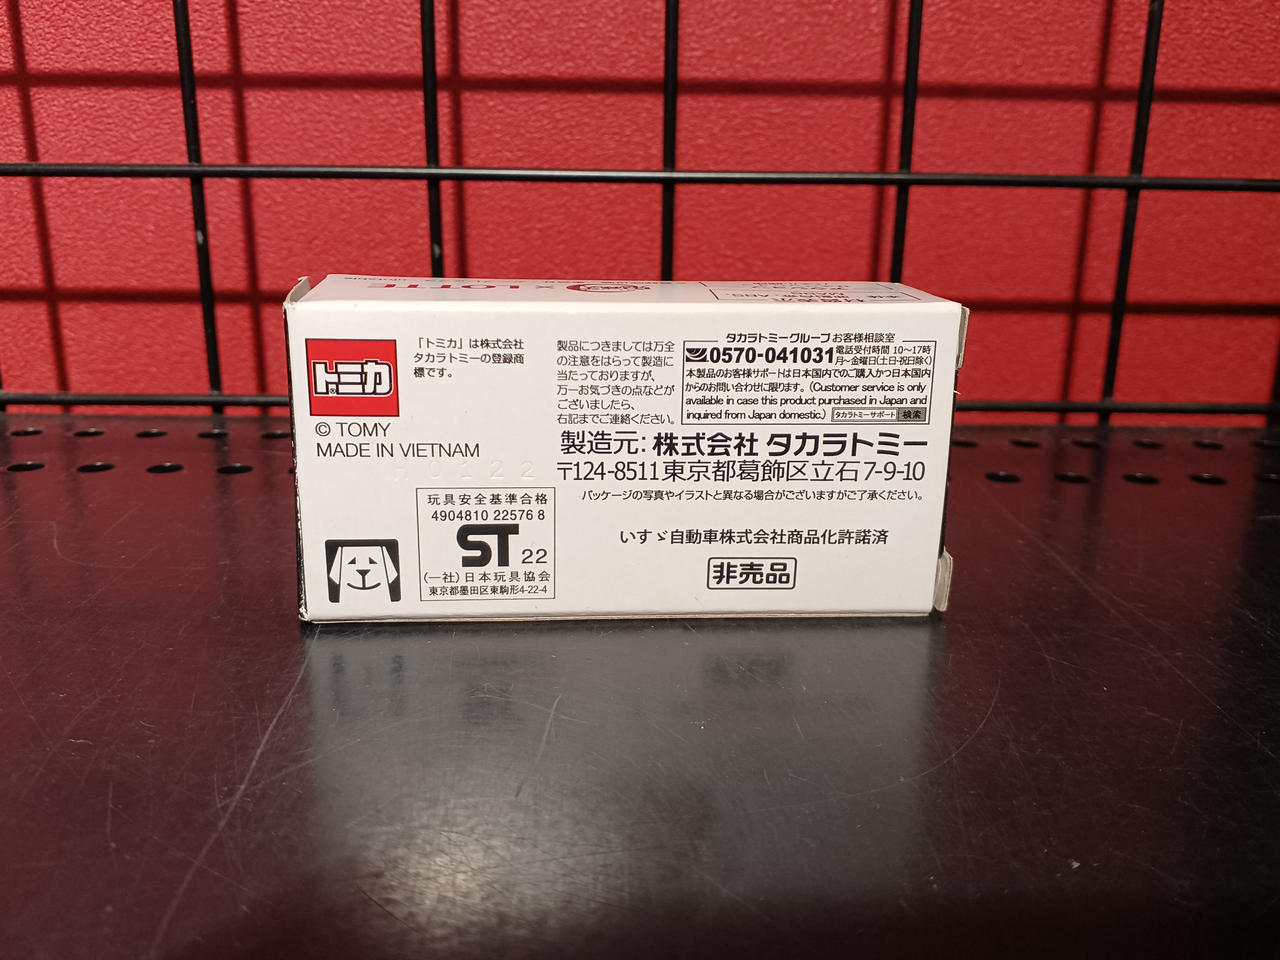 LOTTE
トミカ
「トミカ」は株式会社
タカラトミーの登録商
標です。
© TOMY
MADE IN VIETNAM
玩具安全基準合格
4904810 22576 8
ST 22
(一社)日本玩具協会
東京都墨田区東駒形4-22-4
製品につきましては万全
の注意をはらって製造に
当たっておりますが、
万一お気づきの点などが
ございましたら、
右記までご連絡ください。
タカラトミーグループお客様相談室
0570-041031 電話受付時間 10～17時
月～金曜日(土日・祝日除く)
本製品のお客様サポートは日本国内でのご購入かつ日本国内
からのお問い合わせに限ります。(Customer service is only
available in case this product purchased in Japan and
inquired from Japan domestic.) タカラトミーサポート 検索
製造元: 株式会社 タカラトミー
〒124-8511 東京都葛飾区立石7-9-10
パッケージの写真やイラストと異なる場合がございますがご了承ください。
いすゞ自動車株式会社商品化許諾済
非売品